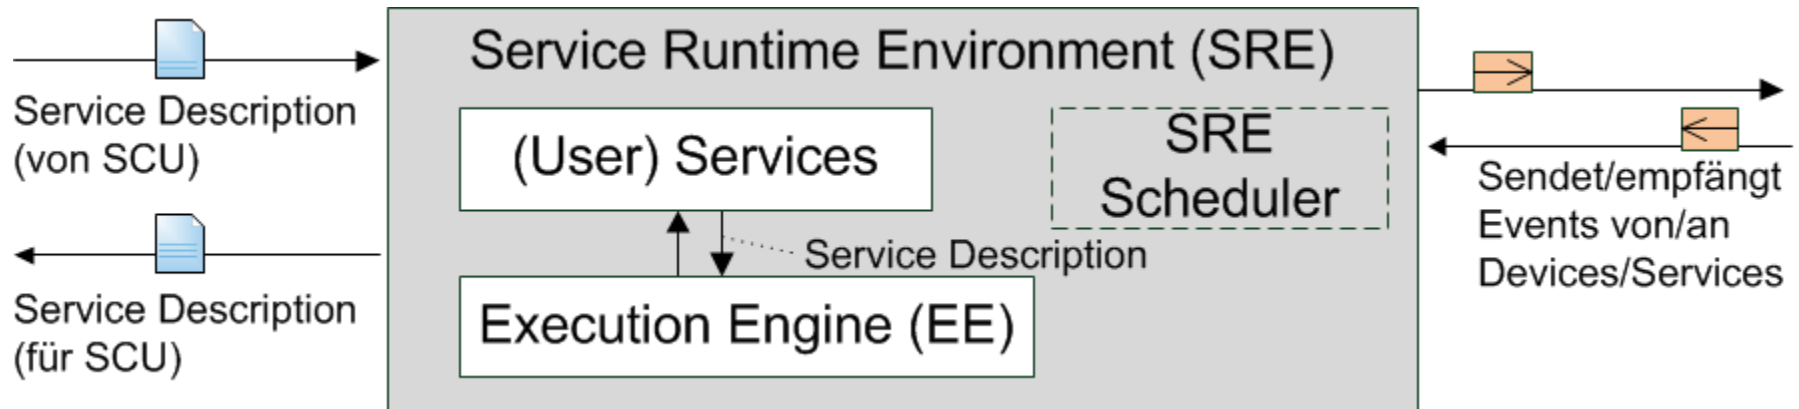 Service Runtime Environment (SRE)
Service Description
(von SCU)
(User) Services
SRE
Scheduler
Sendet/empfängt
Events von/an
Devices/Services
Service Description
Service Description
(für SCU)
Execution Engine (EE)